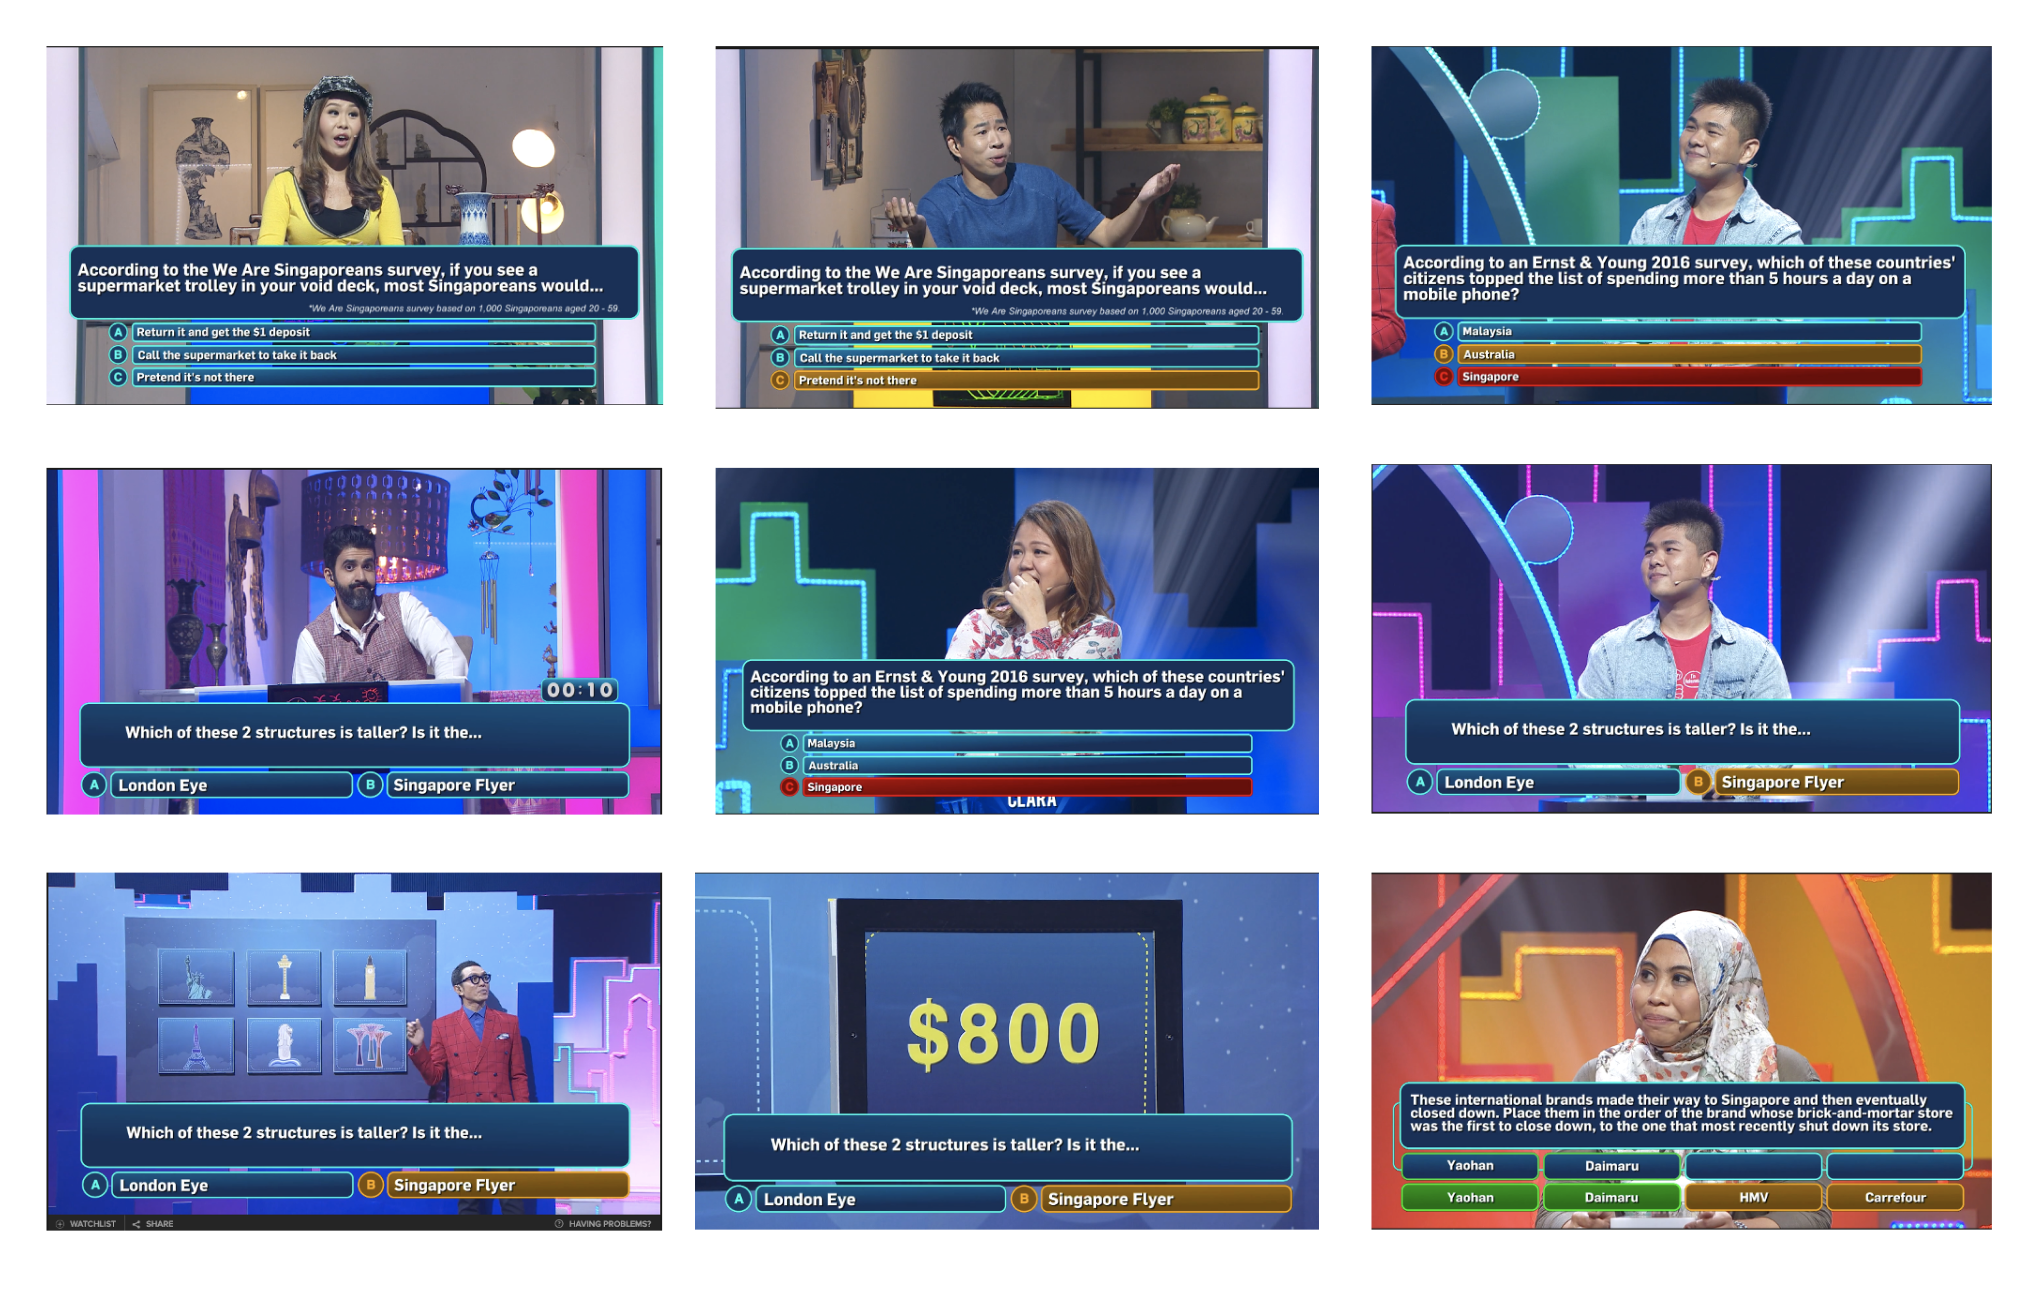 According to the We Are Singaporeans survey, if you see a
supermarket trolley in your void deck, most Singaporeans would...
*We Are Singaporeans survey based on 1,000 Singaporeans aged 20 - 59.
A Return it and get the $1 deposit
B Call the supermarket to take it back
C Pretend it's not there
According to the We Are Singaporeans survey, if you see a
supermarket trolley in your void deck, most Singaporeans would...
*We Are Singaporeans survey based on 1,000 Singaporeans aged 20 - 59.
A Return it and get the $1 deposit
B Call the supermarket to take it back
C Pretend it's not there
According to an Ernst & Young 2016 survey, which of these countries'
citizens topped the list of spending more than 5 hours a day on a
mobile phone?
A Malaysia
B Australia
C Singapore
00:10
Which of these 2 structures is taller? Is it the...
A London Eye B Singapore Flyer
According to an Ernst & Young 2016 survey, which of these countries'
citizens topped the list of spending more than 5 hours a day on a
mobile phone?
A Malaysia
B Australia
C Singapore
CLARA
Which of these 2 structures is taller? Is it the...
A London Eye B Singapore Flyer
Which of these 2 structures is taller? Is it the...
A London Eye B Singapore Flyer
WATCHLIST SHARE HAVING PROBLEMS?
$800
Which of these 2 structures is taller? Is it the...
A London Eye B Singapore Flyer
These international brands made their way to Singapore and then eventually
closed down. Place them in the order of the brand whose brick-and-mortar store
was the first to close down, to the one that most recently shut down its store.
Yaohan Daimaru
Yaohan Daimaru HMV Carrefour